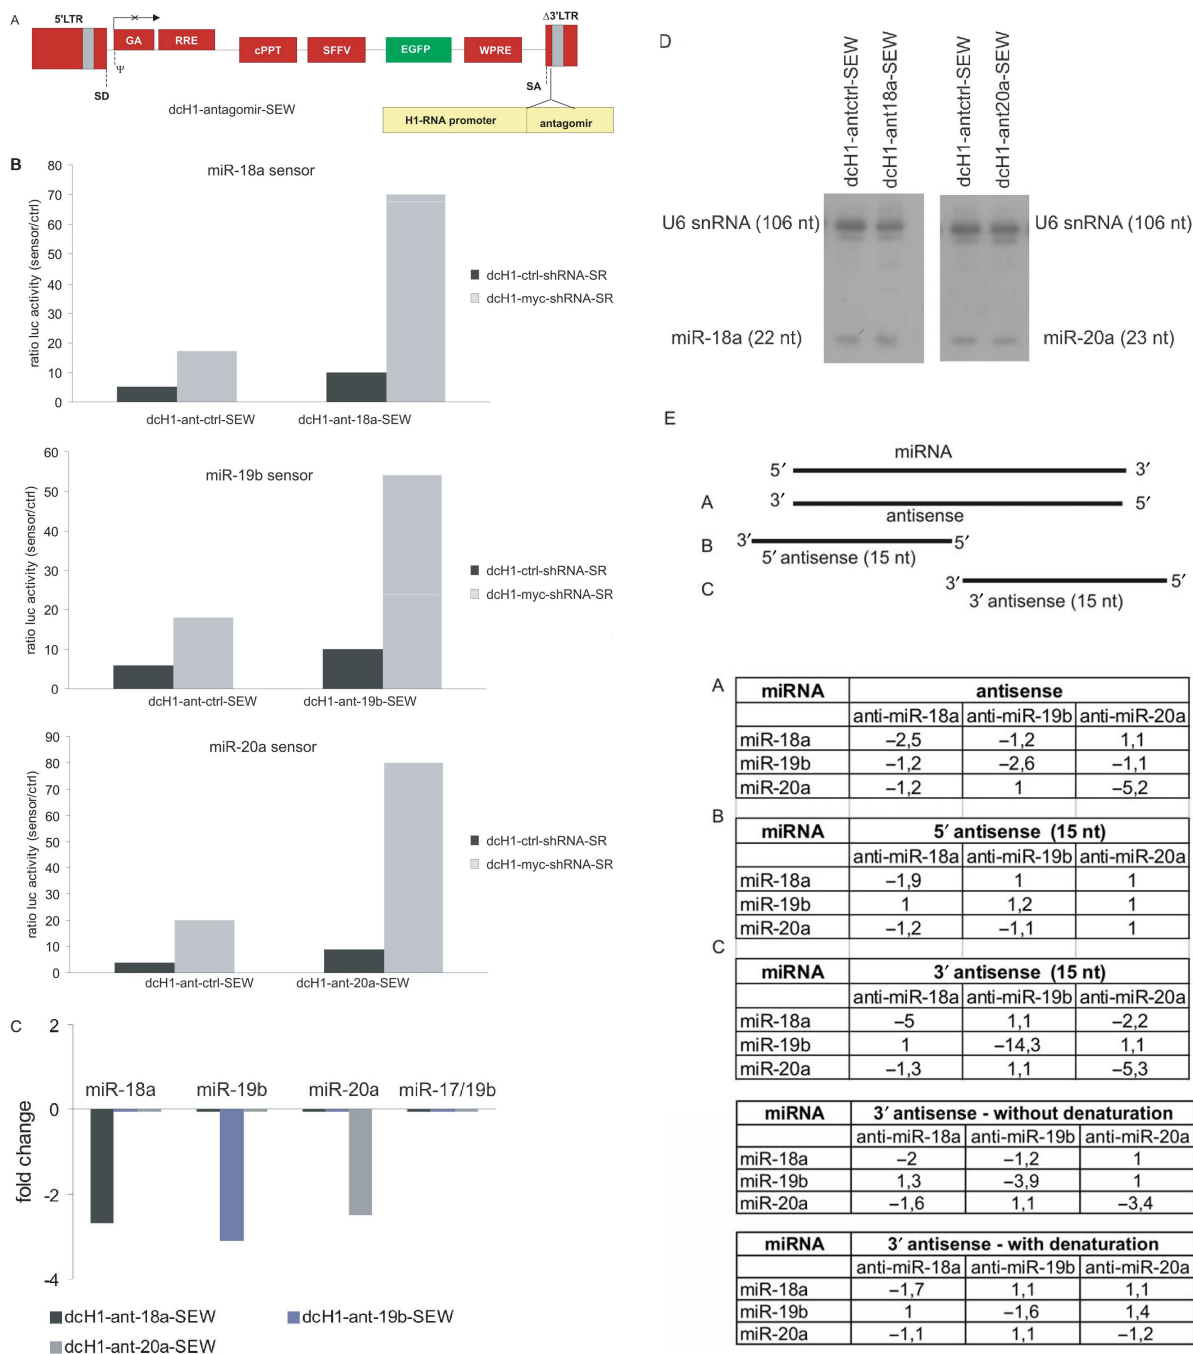 A
5′LTR
Δ3′LTR
GA
RRE
cPPT
SFFV
EGFP
WPRE
Ψ
SD
SA
dcH1-antagomir-SEW
H1-RNA promoter
antagomir
B
miR-18a sensor
ratio luc activity (sensor/ctrl)
80
70
60
50
40
30
20
10
0
dcH1-ctrl-shRNA-SR
dcH1-myc-shRNA-SR
dcH1-ant-ctrl-SEW
dcH1-ant-18a-SEW
miR-19b sensor
ratio luc activity (sensor/ctrl)
60
50
40
30
20
10
0
dcH1-ctrl-shRNA-SR
dcH1-myc-shRNA-SR
dcH1-ant-ctrl-SEW
dcH1-ant-19b-SEW
miR-20a sensor
ratio luc activity (sensor/ctrl)
90
80
70
60
50
40
30
20
10
0
dcH1-ctrl-shRNA-SR
dcH1-myc-shRNA-SR
dcH1-ant-ctrl-SEW
dcH1-ant-20a-SEW
C
fold change
2
0
-2
-4
miR-18a
miR-19b
miR-20a
miR-17/19b
dcH1-ant-18a-SEW
dcH1-ant-19b-SEW
dcH1-ant-20a-SEW
D
dcH1-antctrl-SEW
dcH1-ant18a-SEW
dcH1-antctrl-SEW
dcH1-ant20a-SEW
U6 snRNA (106 nt)
U6 snRNA (106 nt)
miR-18a (22 nt)
miR-20a (23 nt)
E
miRNA
5′ 3′
A 3′ 5′
antisense
B 3′ 5′
5′ antisense (15 nt)
C 3′ 5′
3′ antisense (15 nt)
A
miRNA antisense
anti-miR-18a anti-miR-19b anti-miR-20a
miR-18a –2,5 –1,2 1,1
miR-19b –1,2 –2,6 –1,1
miR-20a –1,2 1 –5,2
B
miRNA 5′ antisense (15 nt)
anti-miR-18a anti-miR-19b anti-miR-20a
miR-18a –1,9 1 1
miR-19b 1 1,2 1
miR-20a –1,2 –1,1 1
C
miRNA 3′ antisense (15 nt)
anti-miR-18a anti-miR-19b anti-miR-20a
miR-18a –5 1,1 –2,2
miR-19b 1 –14,3 1,1
miR-20a –1,3 1,1 –5,3
miRNA 3′ antisense - without denaturation
anti-miR-18a anti-miR-19b anti-miR-20a
miR-18a –2 –1,2 1
miR-19b 1,3 –3,9 1
miR-20a –1,6 1,1 –3,4
miRNA 3′ antisense - with denaturation
anti-miR-18a anti-miR-19b anti-miR-20a
miR-18a –1,7 1,1 1,1
miR-19b 1 –1,6 1,4
miR-20a –1,1 1,1 –1,2